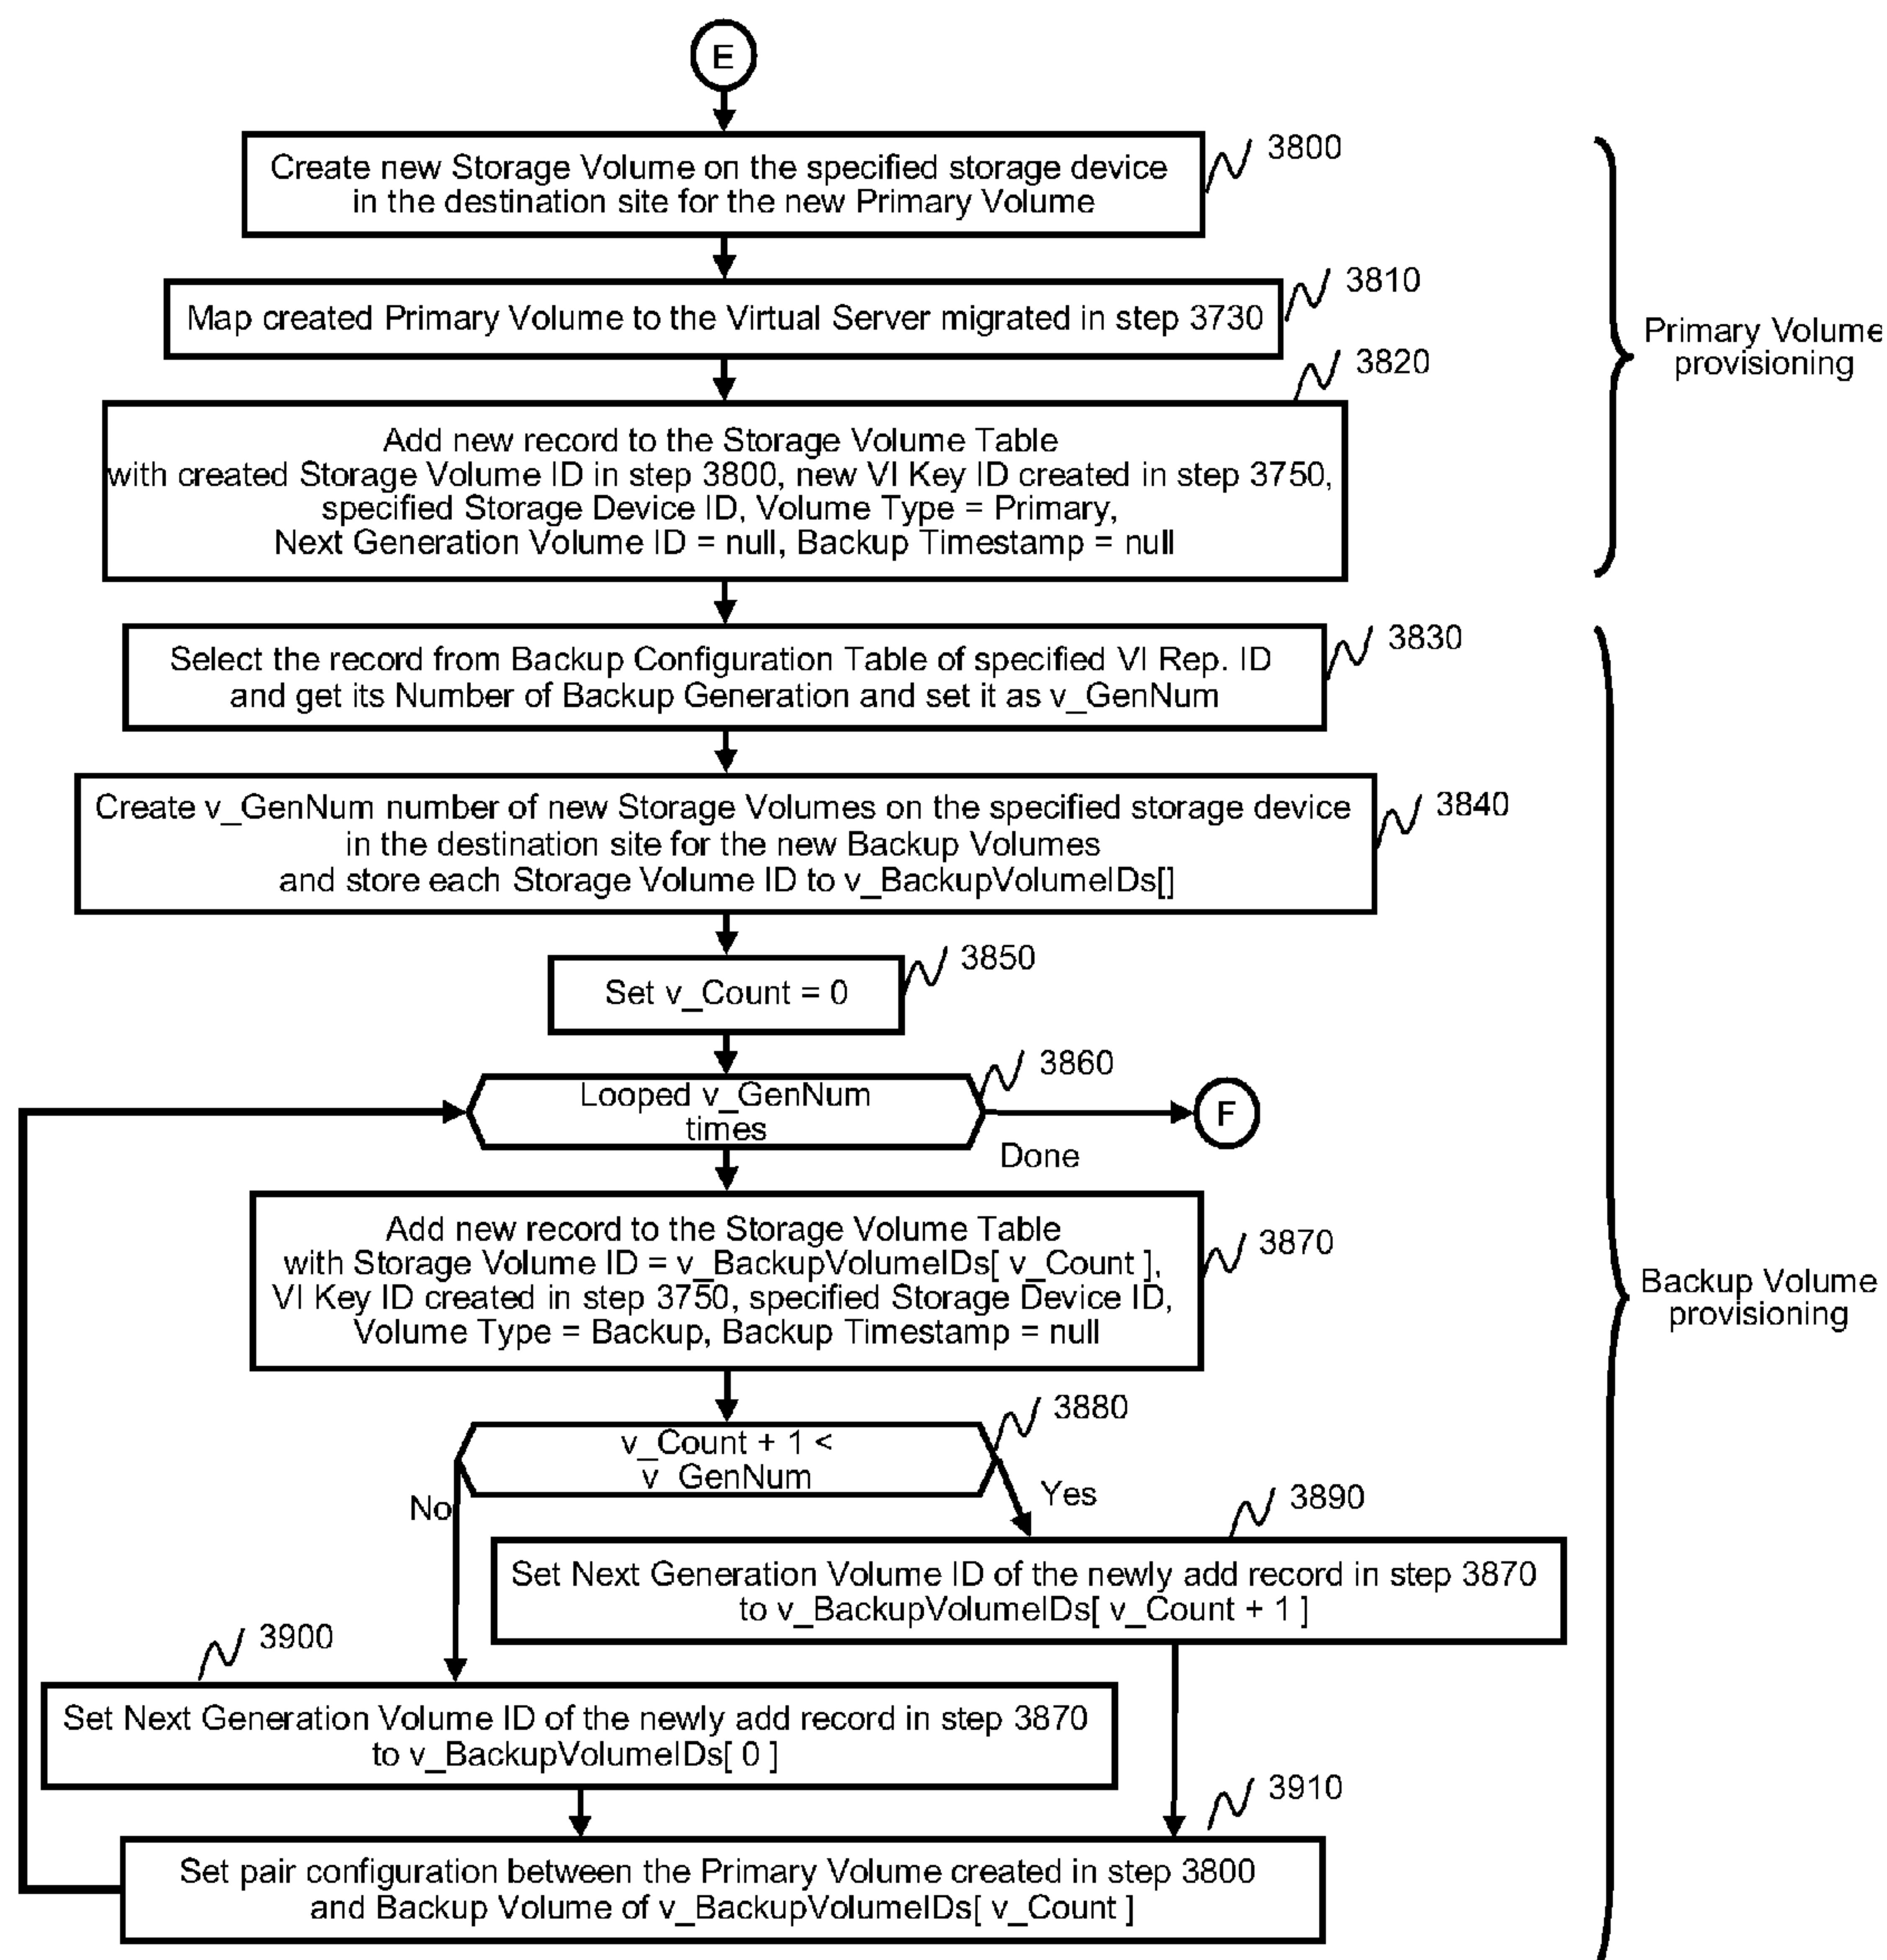 E
3800
Create new Storage Volume on the specified storage device
in the destination site for the new Primary Volume
3810
Map created Primary Volume to the Virtual Server migrated in step 3730
Primary Volume
provisioning
3820
Add new record to the Storage Volume Table
with created Storage Volume ID in step 3800, new VI Key ID created in step 3750,
specified Storage Device ID, Volume Type = Primary,
Next Generation Volume ID = null, Backup Timestamp = null
3830
Select the record from Backup Configuration Table of specified VI Rep. ID
and get its Number of Backup Generation and set it as v_GenNum
3840
Create v_GenNum number of new Storage Volumes on the specified storage device
in the destination site for the new Backup Volumes
and store each Storage Volume ID to v_BackupVolumeIDs[]
3850
Set v_Count = 0
3860
Looped v_GenNum
times
F
Done
3870
Add new record to the Storage Volume Table
with Storage Volume ID = v_BackupVolumeIDs[ v_Count ],
VI Key ID created in step 3750, specified Storage Device ID,
Volume Type = Backup, Backup Timestamp = null
Backup Volume
provisioning
3880
v_Count + 1 <
v_GenNum
No
Yes
3890
Set Next Generation Volume ID of the newly add record in step 3870
to v_BackupVolumeIDs[ v_Count + 1 ]
3900
Set Next Generation Volume ID of the newly add record in step 3870
to v_BackupVolumeIDs[ 0 ]
3910
Set pair configuration between the Primary Volume created in step 3800
and Backup Volume of v_BackupVolumeIDs[ v_Count ]